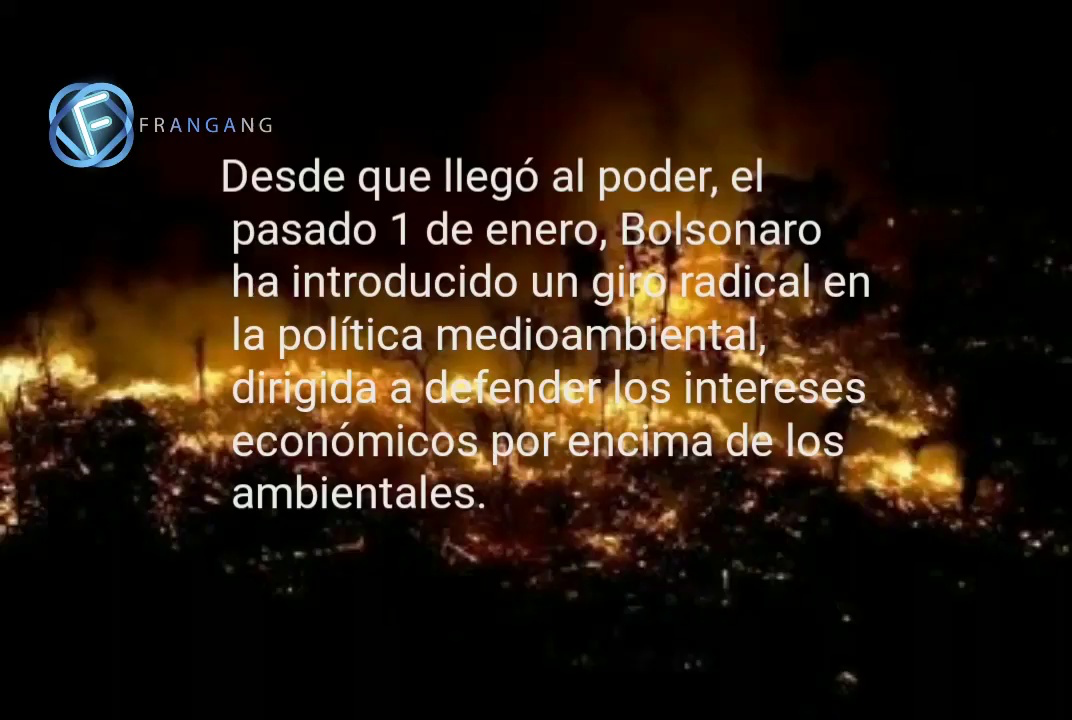 FRANGANG
Desde que llegó al poder, el
pasado 1 de enero, Bolsonaro
ha introducido un giro radical en
la política medioambiental,
dirigida a defender los intereses
económicos por encima de los
ambientales.